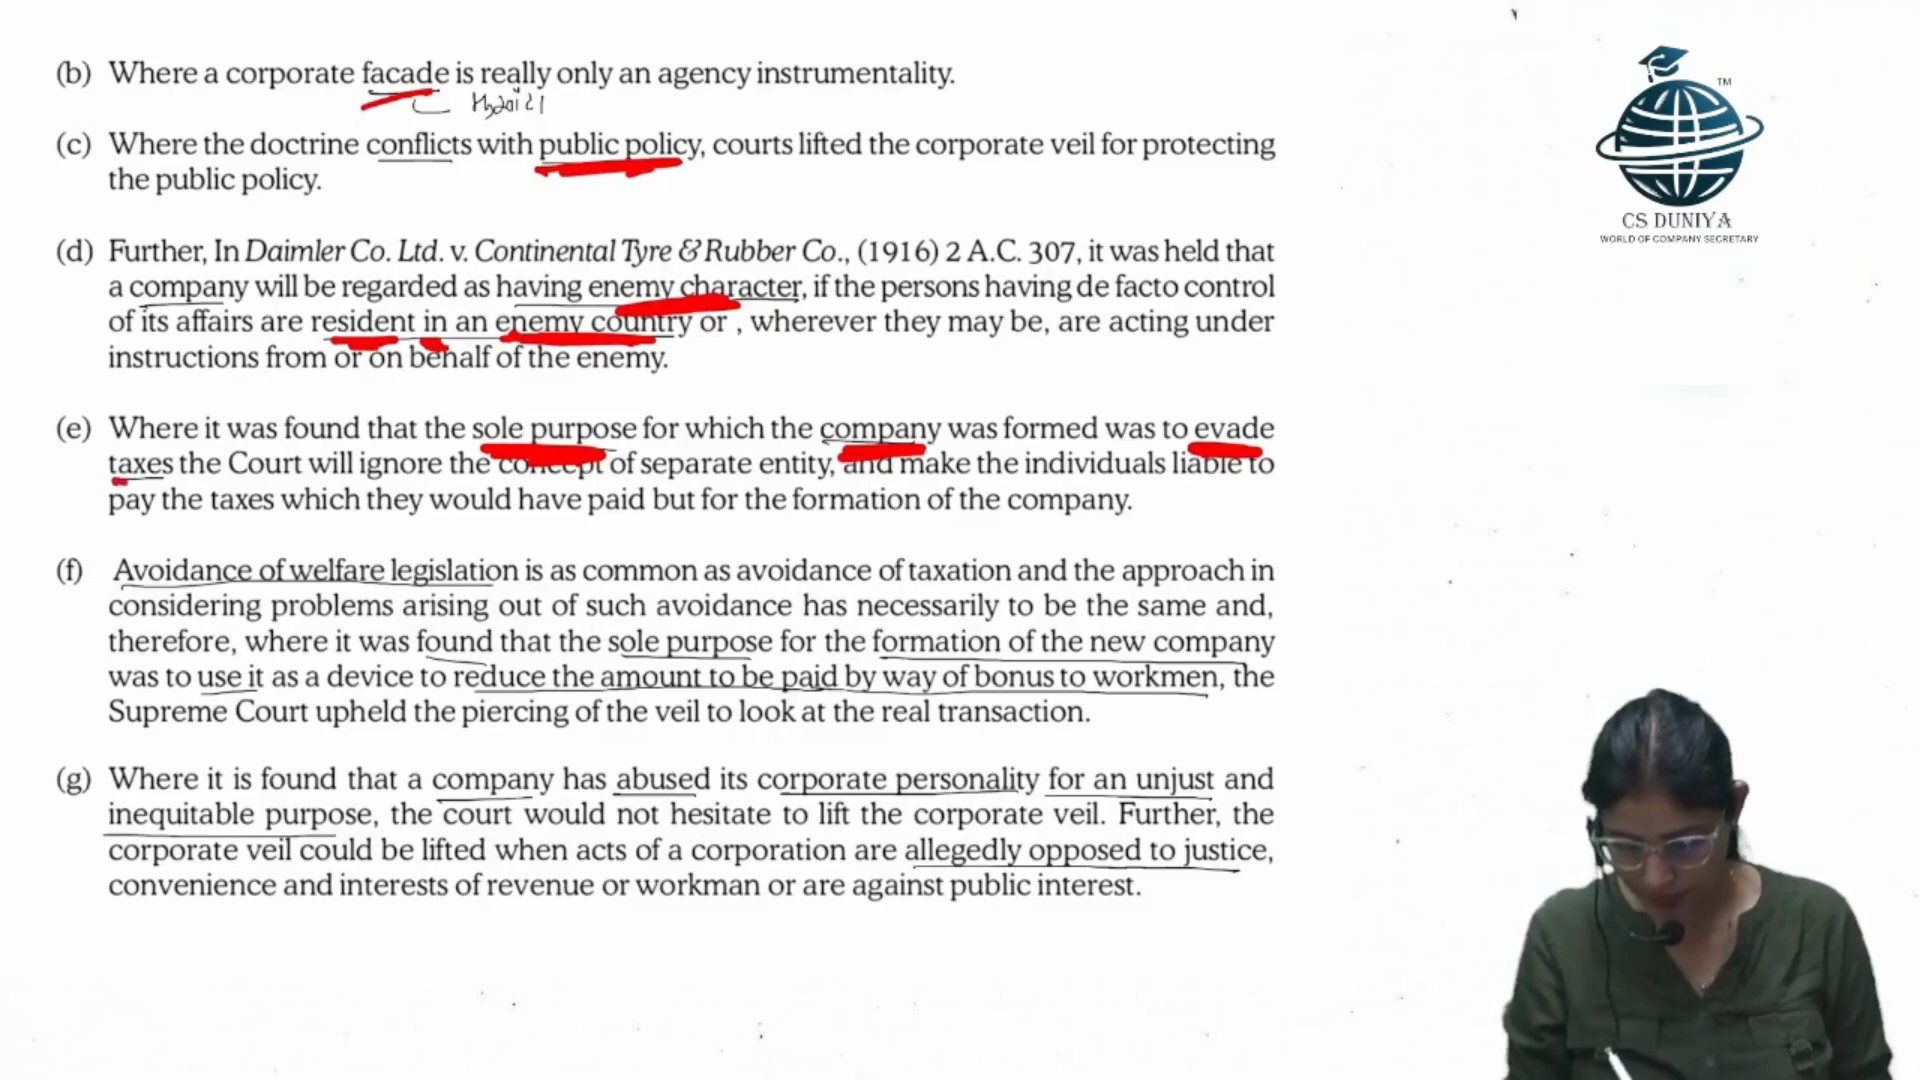 (b) Where a corporate facade is really only an agency instrumentality.
(c) Where the doctrine conflicts with public policy, courts lifted the corporate veil for protecting
the public policy.
(d) Further, In Daimler Co. Ltd. v. Continental Tyre & Rubber Co., (1916) 2 A.C. 307, it was held that
a company will be regarded as having enemy character, if the persons having de facto control
of its affairs are resident in an enemy country or , wherever they may be, are acting under
instructions from or on behalf of the enemy.
(e) Where it was found that the sole purpose for which the company was formed was to evade
taxes the Court will ignore the concept of separate entity, and make the individuals liable to
pay the taxes which they would have paid but for the formation of the company.
(f) Avoidance of welfare legislation is as common as avoidance of taxation and the approach in
considering problems arising out of such avoidance has necessarily to be the same and,
therefore, where it was found that the sole purpose for the formation of the new company
was to use it as a device to reduce the amount to be paid by way of bonus to workmen, the
Supreme Court upheld the piercing of the veil to look at the real transaction.
(g) Where it is found that a company has abused its corporate personality for an unjust and
inequitable purpose, the court would not hesitate to lift the corporate veil. Further, the
corporate veil could be lifted when acts of a corporation are allegedly opposed to justice,
convenience and interests of revenue or workman or are against public interest.
TM
CS DUNIYA
WORLD OF COMPANY SECRETARY